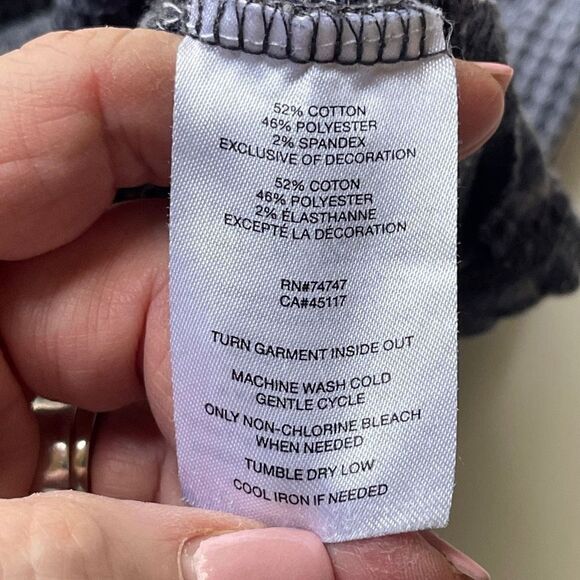 52% COTTON
46% POLYESTER
2% SPANDEX
EXCLUSIVE OF DECORATION
52% COTON
46% POLYESTER
2% ÉLASTHANNE
EXCEPTÉ LA DÉCORATION
RN#74747
CA#45117
TURN GARMENT INSIDE OUT
MACHINE WASH COLD
GENTLE CYCLE
ONLY NON-CHLORINE BLEACH
WHEN NEEDED
TUMBLE DRY LOW
COOL IRON IF NEEDED